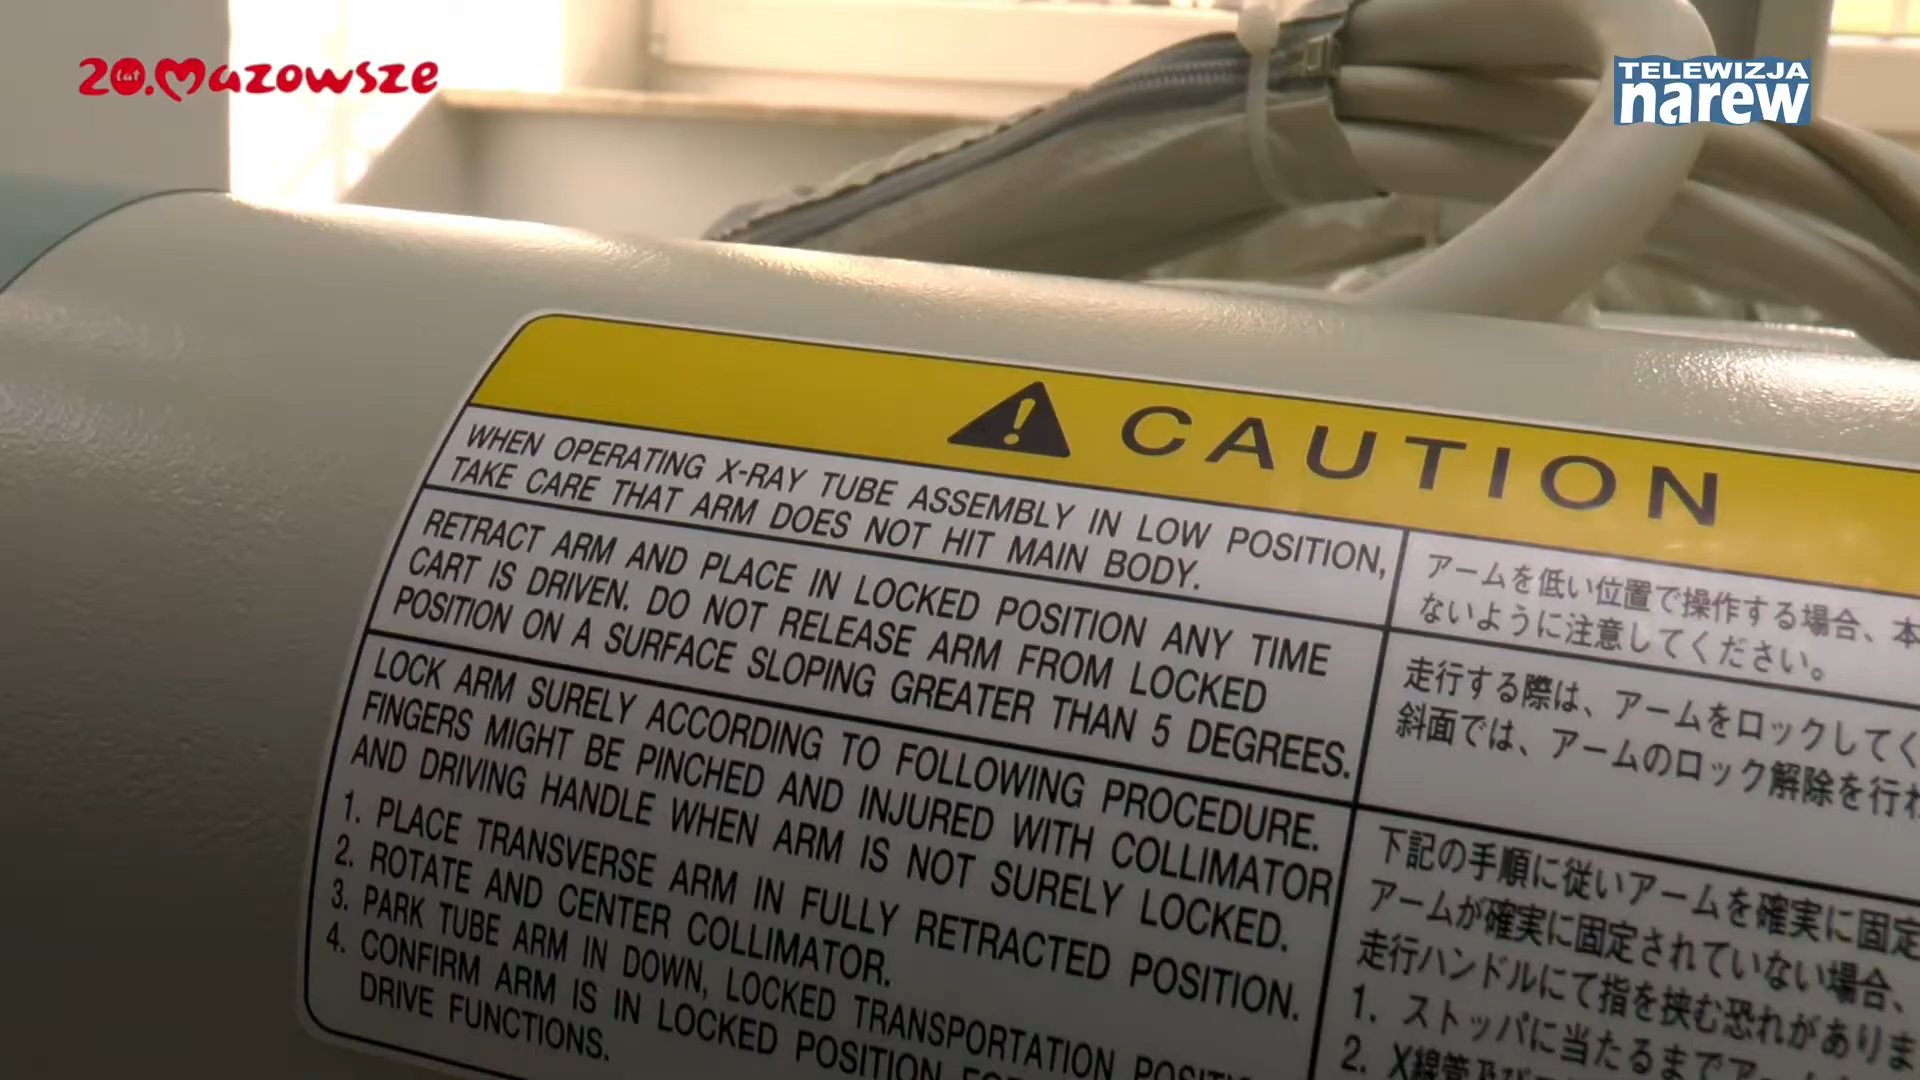 20 lat. Mazowsze
TELEWIZJA
narew
CAUTION
WHEN OPERATING X-RAY TUBE ASSEMBLY IN LOW POSITION,
TAKE CARE THAT ARM DOES NOT HIT MAIN BODY.
RETRACT ARM AND PLACE IN LOCKED POSITION ANY TIME
CART IS DRIVEN. DO NOT RELEASE ARM FROM LOCKED
POSITION ON A SURFACE SLOPING GREATER THAN 5 DEGREES.
LOCK ARM SURELY ACCORDING TO FOLLOWING PROCEDURE.
FINGERS MIGHT BE PINCHED AND INJURED WITH COLLIMATOR
AND DRIVING HANDLE WHEN ARM IS NOT SURELY LOCKED.
1. PLACE TRANSVERSE ARM IN FULLY RETRACTED POSITION.
2. ROTATE AND CENTER COLLIMATOR.
3. PARK TUBE ARM IN DOWN, LOCKED TRANSPORTATION
4. CONFIRM ARM IS IN LOCKED POSITION
DRIVE FUNCTIONS.
アームを低い位置で操作する場合、本
ないように注意してください。
走行する際は、アームをロックしてく
斜面では、アームのロック解除を行わ
下記の手順に従いアームを確実に固定
アームが確実に固定されていない場合、
走行ハンドルにて指を挟む恐れがありま
1. ストッパに当たるまでアー
2. X線管及び